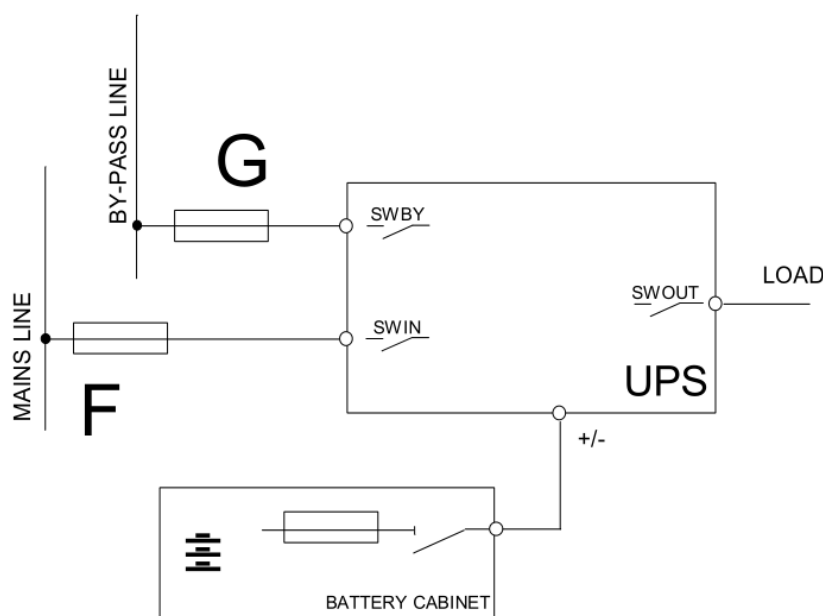 BY-PASS LINE
G
SWBY
LOAD
SWOUT
MAINS LINE
SWIN
F
UPS
+/-
BATTERY CABINET